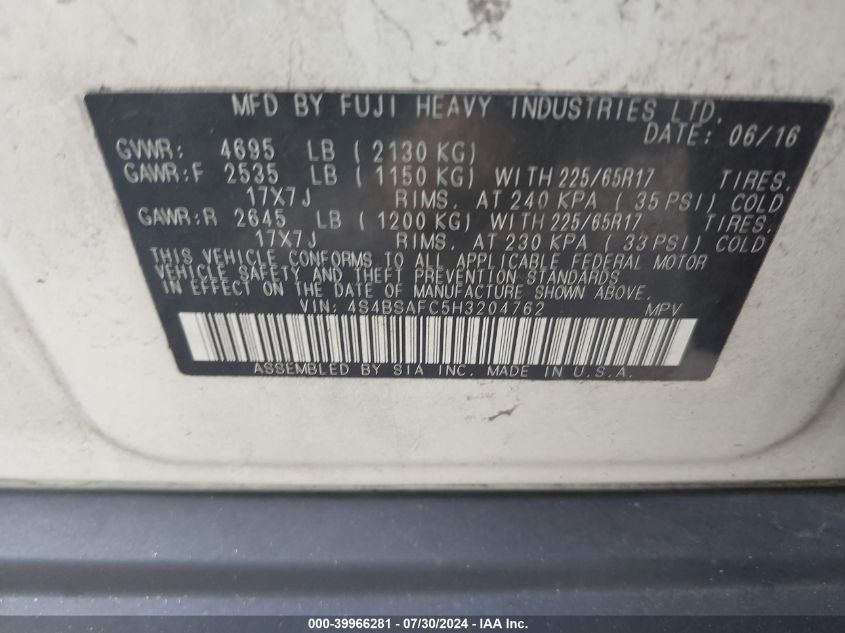 MFD BY FUJI HEAVY INDUSTRIES LTD.
DATE: 06/16
GVWR: 4695 LB ( 2130 KG)
GAWR:F 2535 LB ( 1150 KG) WITH 225/65R17 TIRES,
17X7J RIMS, AT 240 KPA ( 35 PSI) COLD
GAWR:R 2645 LB ( 1200 KG) WITH 225/65R17 TIRES,
17X7J RIMS, AT 230 KPA ( 33 PSI) COLD
THIS VEHICLE CONFORMS TO ALL APPLICABLE FEDERAL MOTOR
VEHICLE SAFETY AND THEFT PREVENTION STANDARDS
IN EFFECT ON THE DATE OF MANUFACTURE SHOWN ABOVE.
VIN: 4S4BSAFC5H3204762 MPV
ASSEMBLED BY SIA INC. MADE IN U.S.A.
000-39966281 - 07/30/2024 - IAA Inc.